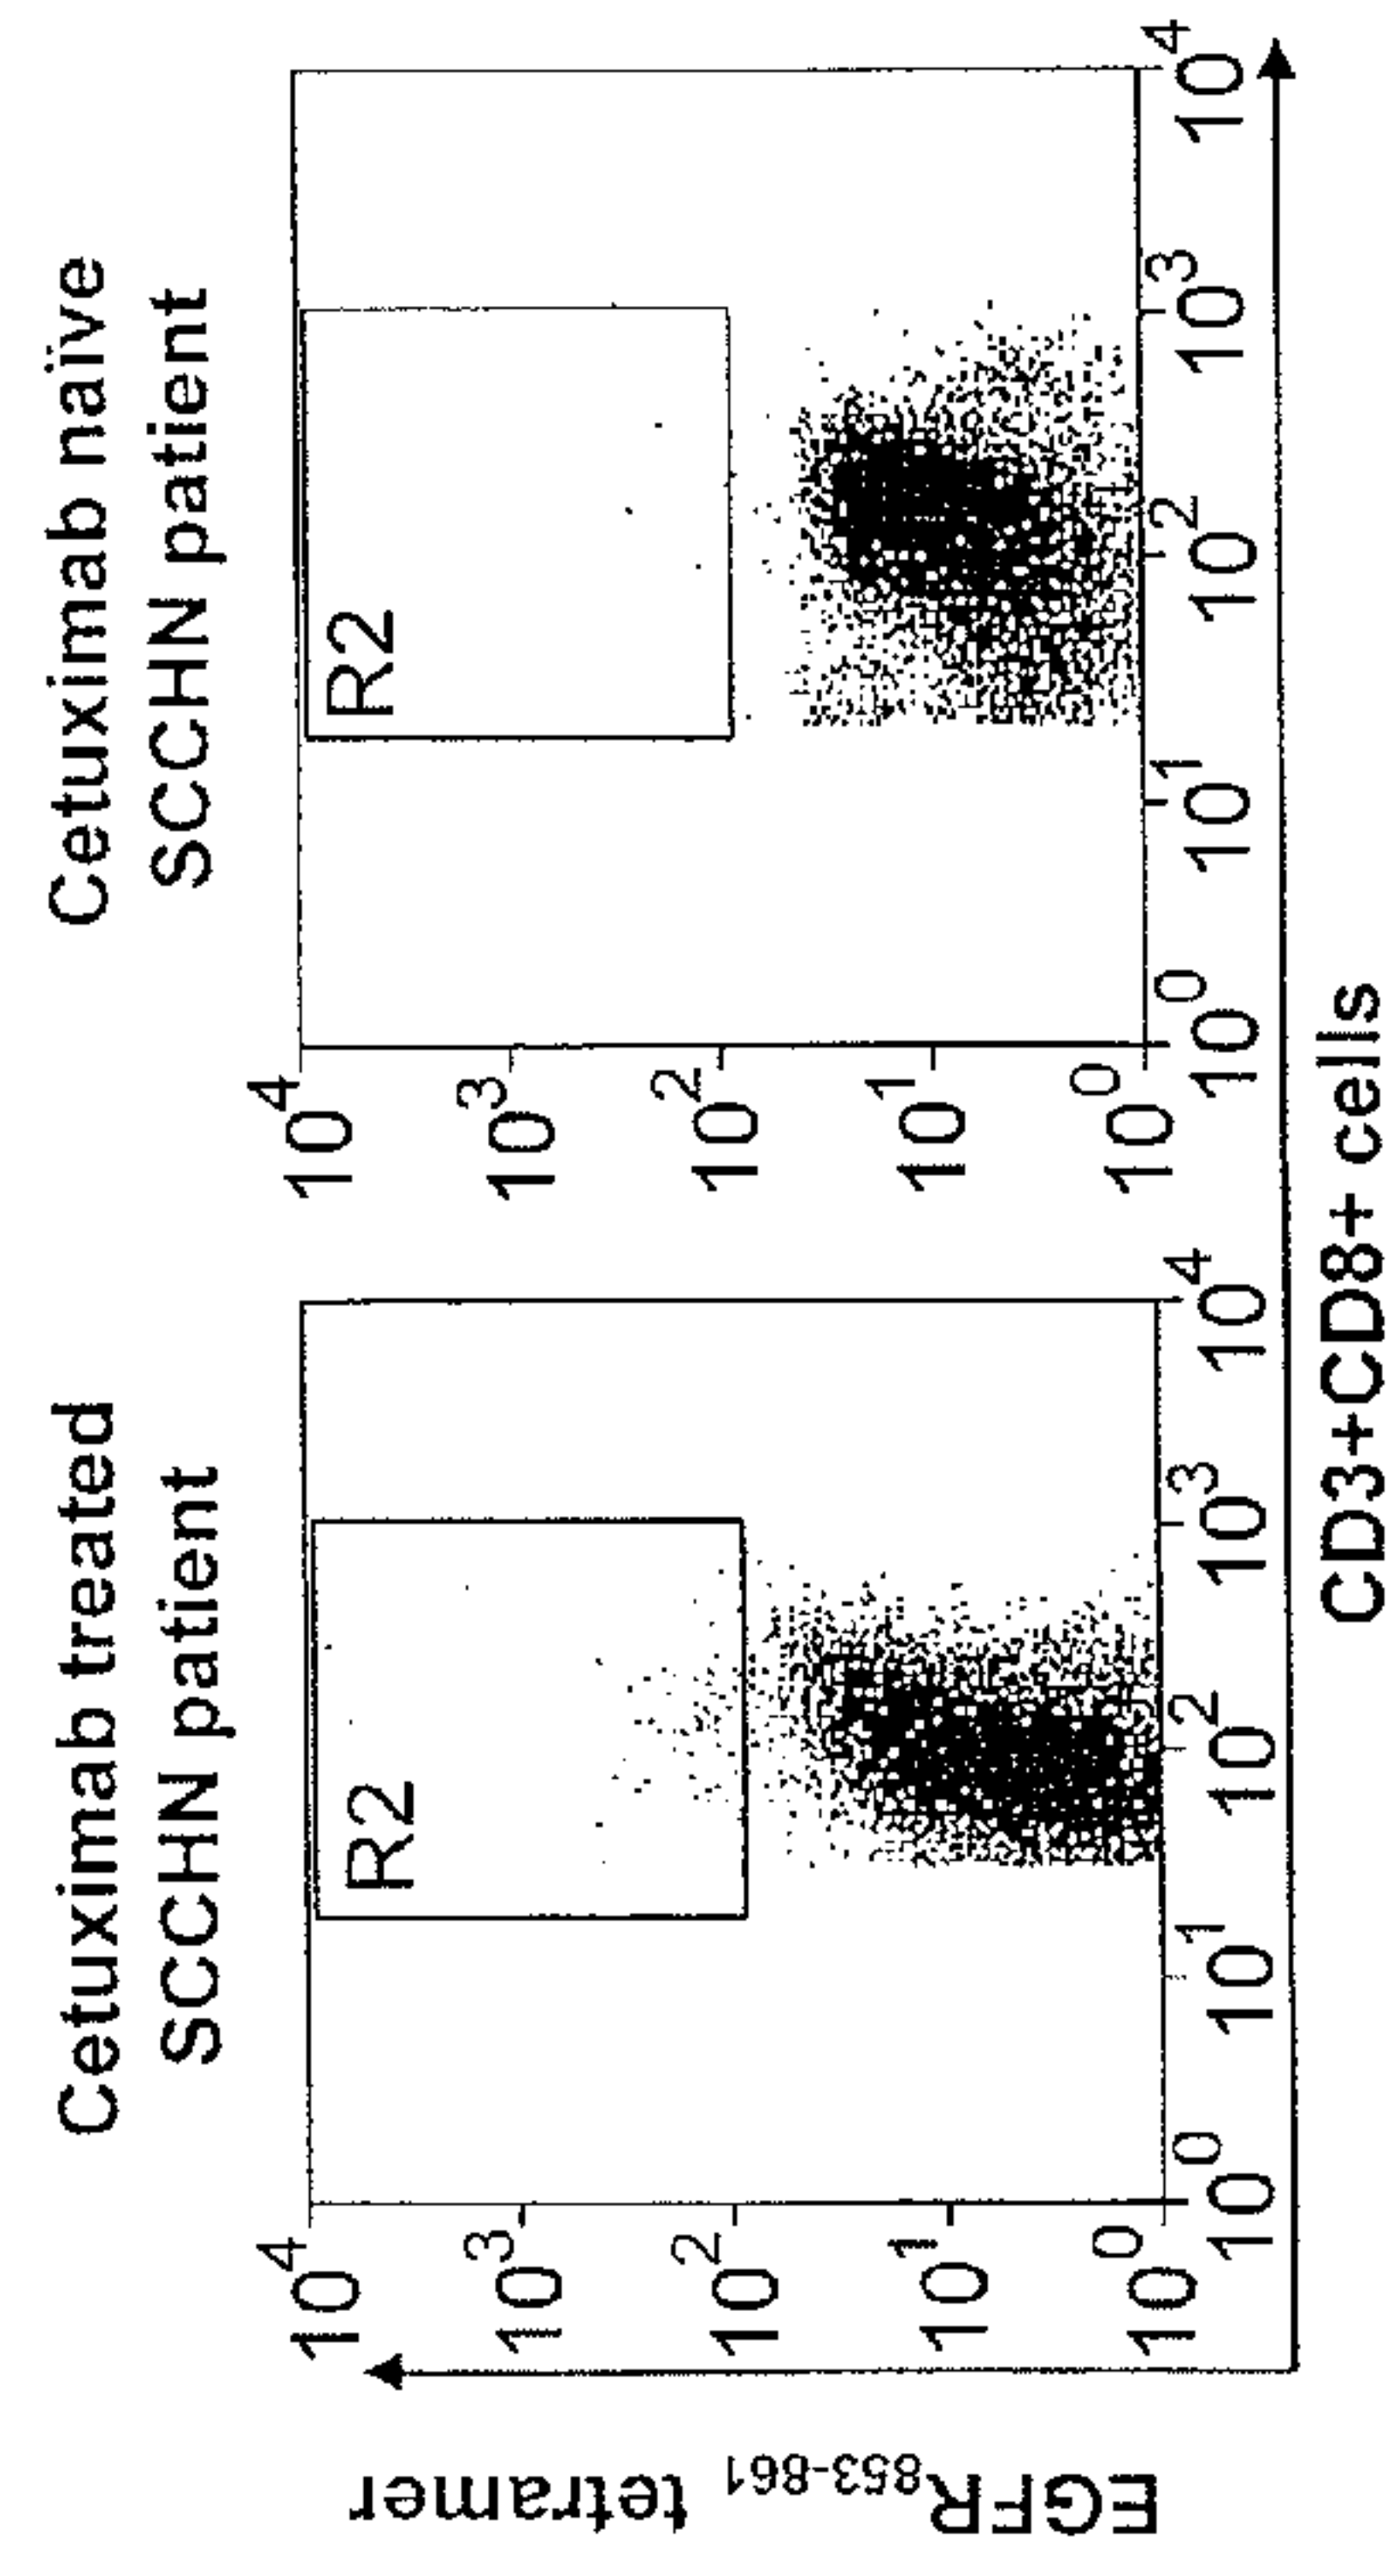 Cetuximab treated
SCCHN patient
Cetuximab naïve
SCCHN patient
EGFR853-861
tetramer
10^4
10^3
10^2
10^1
10^0
R2
10^0 10^1 10^2 10^3 10^4
10^4
10^3
10^2
10^1
10^0
R2
10^0 10^1 10^2 10^3 10^4
CD3+CD8+ cells